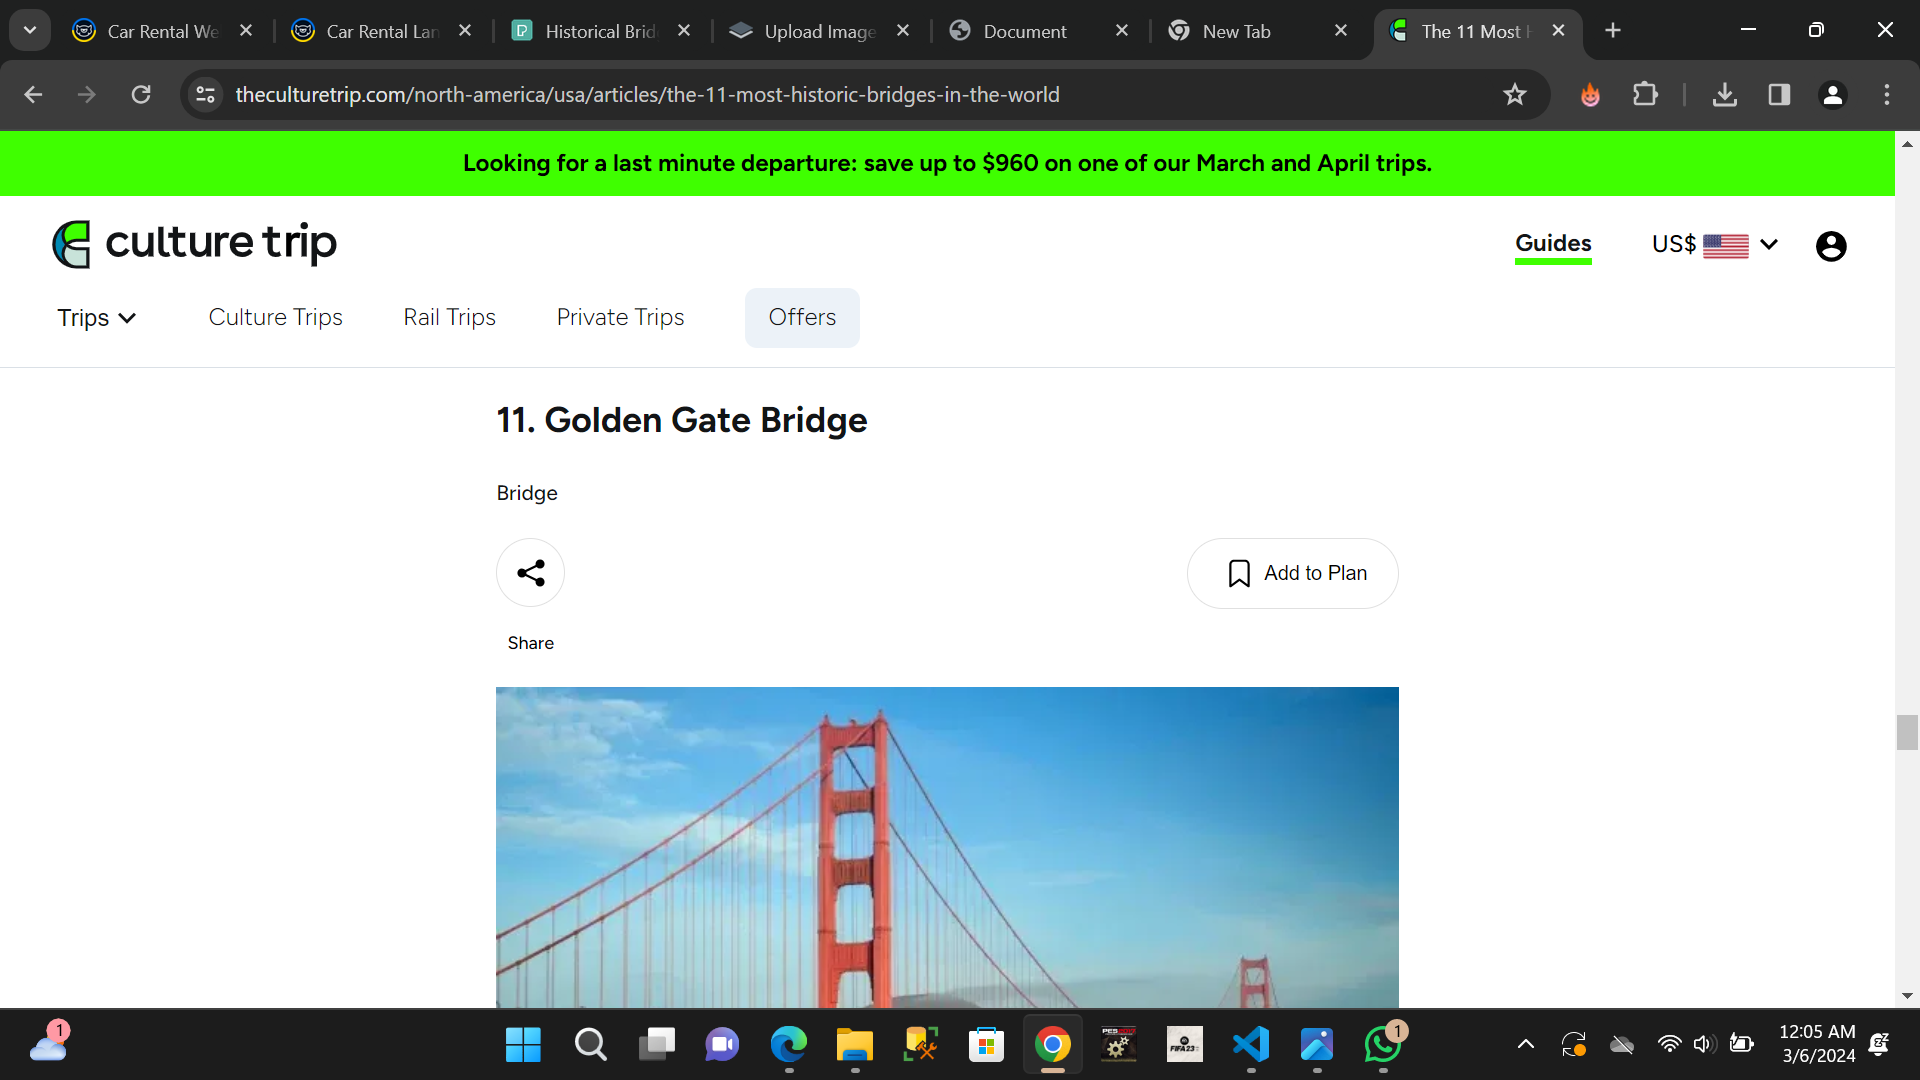 Car Rental We
Car Rental Lan
Historical Brid
Upload Image
Document
New Tab
The 11 Most H
theculturetrip.com/north-america/usa/articles/the-11-most-historic-bridges-in-the-world
Looking for a last minute departure: save up to $960 on one of our March and April trips.
culture trip
Guides
US$
Trips
Culture Trips
Rail Trips
Private Trips
Offers
11. Golden Gate Bridge
Bridge
Add to Plan
Share
1
FIFA 23
1
12:05 AM
3/6/2024